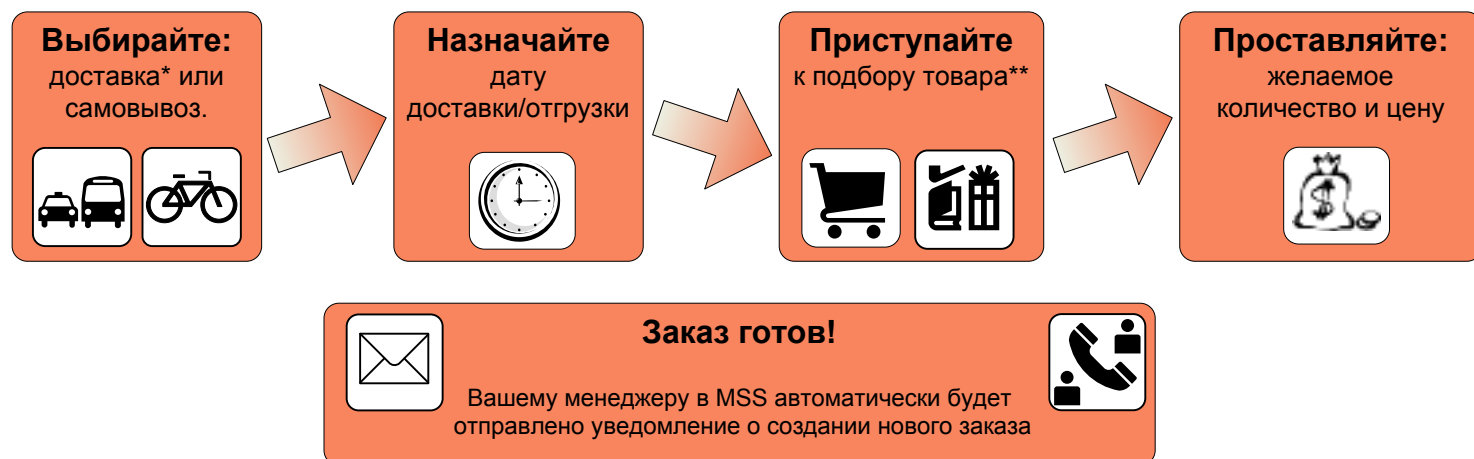 Выбирайте:
доставка* или
самовывоз.
Назначайте
дату
доставки/отгрузки
Приступайте
к подбору товара**
Проставляйте:
желаемое
количество и цену
Заказ готов!
Вашему менеджеру в MSS автоматически будет
отправлено уведомление о создании нового заказа